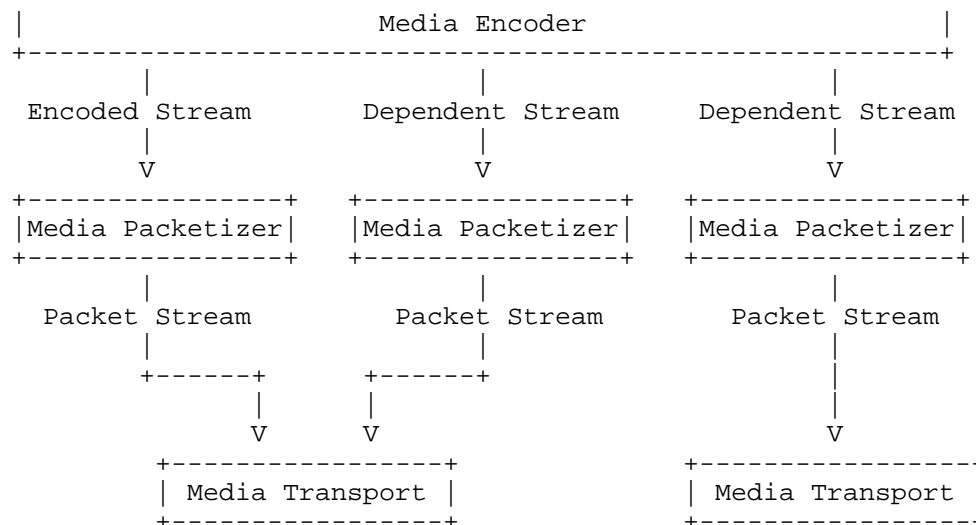 Media Encoder
Encoded Stream Dependent Stream Dependent Stream
Media Packetizer Media Packetizer Media Packetizer
Packet Stream Packet Stream Packet Stream
Media Transport Media Transport